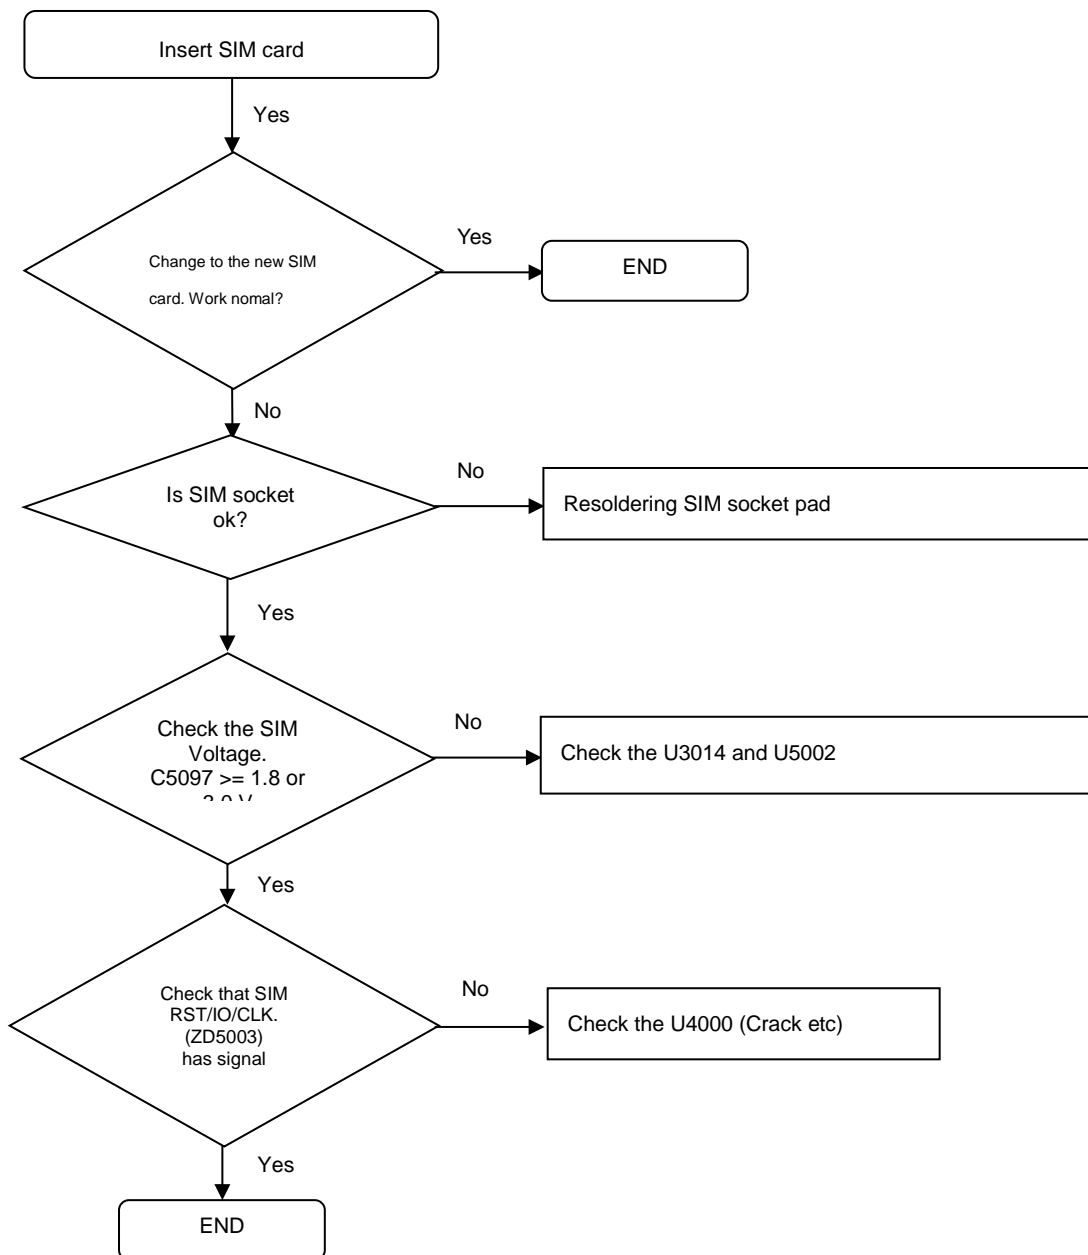 Insert SIM card
Yes
Change to the new SIM
card. Work nomal?
Yes
END
No
Is SIM socket
ok?
No
Resoldering SIM socket pad
Yes
Check the SIM
Voltage.
C5097 >= 1.8 or
No
Check the U3014 and U5002
Yes
Check that SIM
RST/IO/CLK.
(ZD5003)
has signal
No
Check the U4000 (Crack etc)
Yes
END